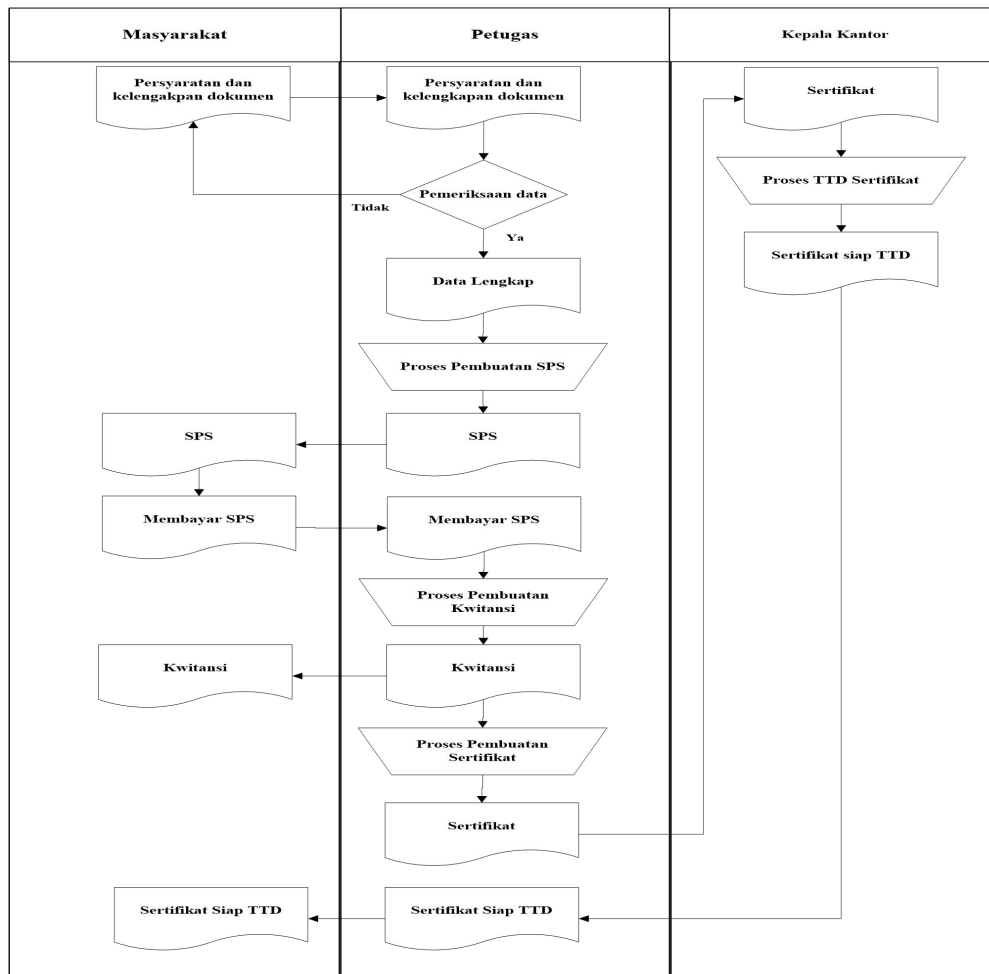 Masyarakat
Petugas
Kepala Kantor
Persyaratan dan
kelengakpan dokumen
Persyaratan dan
kelengkapan dokumen
Sertifikat
Pemeriksaan data
Tidak
Ya
Proses TTD Sertifikat
Sertifikat siap TTD
Data Lengkap
Proses Pembuatan SPS
SPS
SPS
Membayar SPS
Membayar SPS
Proses Pembuatan
Kwitansi
Kwitansi
Kwitansi
Proses Pembuatan
Sertifikat
Sertifikat
Sertifikat Siap TTD
Sertifikat Siap TTD